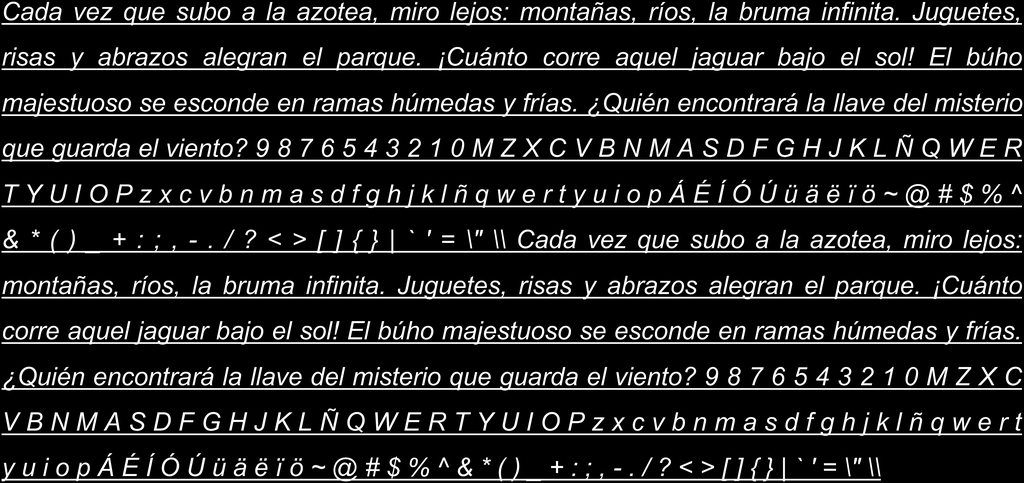 Cada vez que subo a la azotea, miro lejos: montañas, ríos, la bruma infinita. Juguetes,
risas y abrazos alegran el parque. ¡Cuánto corre aquel jaguar bajo el sol! El búho
majestuoso se esconde en ramas húmedas y frías. ¿Quién encontrará la llave del misterio
que guarda el viento? 9 8 7 6 5 4 3 2 1 0 M Z X C V B N M A S D F G H J K L Ñ Q W E R
T Y U I O P z x c v b n m a s d f g h j k l ñ q w e r t y u i o p Á É Í Ó Ú ü ä ë ï ö ~ @ # $ % ^
& * ( ) _ + : ; , - . / ? < > [ ] { } | ` ' = \" \\ Cada vez que subo a la azotea, miro lejos:
montañas, ríos, la bruma infinita. Juguetes, risas y abrazos alegran el parque. ¡Cuánto
corre aquel jaguar bajo el sol! El búho majestuoso se esconde en ramas húmedas y frías.
¿Quién encontrará la llave del misterio que guarda el viento? 9 8 7 6 5 4 3 2 1 0 M Z X C
V B N M A S D F G H J K L Ñ Q W E R T Y U I O P z x c v b n m a s d f g h j k l ñ q w e r t
y u i o p Á É Í Ó Ú ü ä ë ï ö ~ @ # $ % ^ & * ( ) _ + : ; , - . / ? < > [ ] { } | ` ' = \" \\